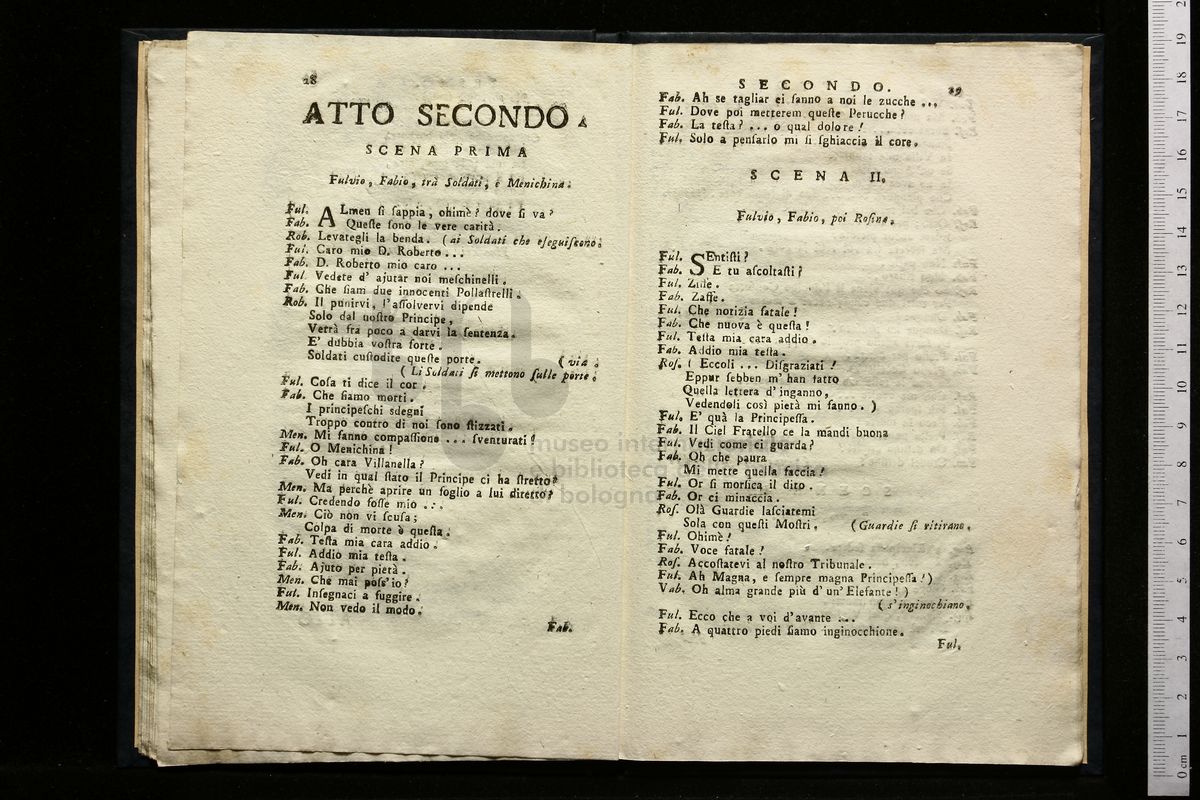 28
ATTO SECONDO.
SCENA PRIMA
Fulvio, Fabio, trà Soldati, e Menichina.
Ful. ALmen ſi ſappia, ohimè? dove ſi va?
Fab. Queſte ſono le vere carità.
Rob. Levategli la benda. (ai Soldati che eſeguiſcono.
Ful. Caro mio D. Roberto ...
Fab. D. Roberto mio caro ...
Ful. Vedete d' ajutar noi meſchinelli.
Fab. Che ſiam due innocenti Pollaſtrelli.
Rob. Il punirvi, l'aſſolvervi dipende
Solo dal noſtro Principe,
Verrà fra poco a darvi la ſentenza.
E' dubbia voſtra ſorte.
Soldati cuſtodite queſte porte. (via.
(Li Soldati ſi mettono ſulle porte.
Ful. Coſa ti dice il cor.
Fab. Che ſiamo morti.
I principeſchi sdegni
Troppo contro di noi ſono ſtizzati.
Men. Mi fanno compaſſione ... ſventurati!
Ful. O Menichina!
Fab. Oh cara Villanella?
Vedi in qual ſtato il Principe ci ha ſtretto?
Men. Ma perchè aprire un foglio a lui diretto?
Ful. Credendo foſſe mio ...
Men. Ciò non vi ſcuſa;
Colpa di morte è queſta.
Fab. Teſta mia cara addio.
Ful. Addio mia teſta.
Fab. Ajuto per pietà.
Men. Che mai poſs'io?
Ful. Inſegnaci a fuggire.
Men. Non vedo il modo.
Fab.
SECONDO.
29
Fab. Ah se tagliar ci fanno a noi le zucche ...
Ful. Dove poi metterem queſte Perucche?
Fab. La teſta? ... o qual dolore!
Ful. Solo a penſarlo mi ſi ſghiaccia il core.
SCENA II.
Fulvio, Fabio, poi Roſina.
Ful. SEntiſti?
Fab. E tu aſcoltaſti?
Ful. Zиſe.
Fab. Zaffe.
Ful. Che notizia fatale!
Fab. Che nuova è queſta!
Ful. Teſta mia cara addio.
Fab. Addio mia teſta.
Roſ. ( Eccoli ... Diſgraziati!
Eppur ſebben m' han fatto
Quella lettera d'inganno,
Vedendoli così pietà mi fanno. )
Ful. E' quà la Principeſſa.
Fab. Il Ciel Fratello ce la mandi buona
Ful. Vedi come ci guarda?
Fab. Oh che paura
Mi mette quella faccia!
Ful. Or ſi morſica il dito.
Fab. Or ci minaccia.
Roſ. Olà Guardie laſciatemi
Sola con queſti Moſtri. (Guardie ſi ritirano.
Ful. Ohimè!
Fab. Voce fatale!
Roſ. Accoſtatevi al noſtro Tribunale.
Ful. Ah Magna, e ſempre magna Principeſſa!)
Vab. Oh alma grande più d' un' Elefante! )
(s'inginochiano.
Ful. Ecco che a voi d'avante ...
Fab. A quattro piedi ſiamo inginocchione.
Ful.